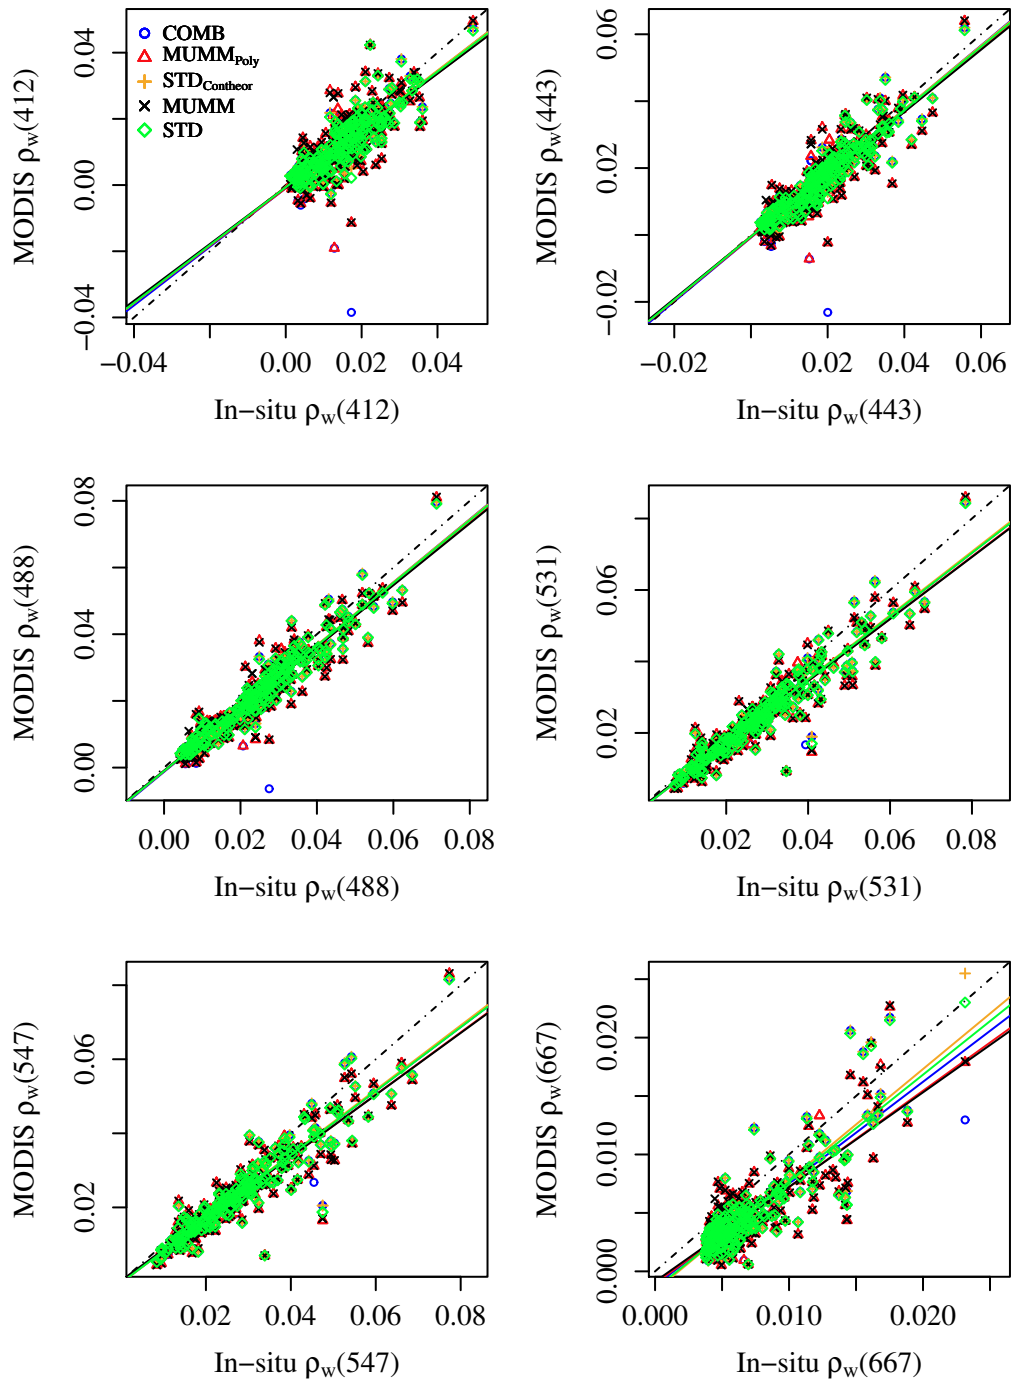 COMB
MUMM_Poly
STD_Contheor
MUMM
STD
MODIS ρw(412)
−0.04 0.00 0.04
−0.04 0.00 0.02 0.04
In−situ ρw(412)
MODIS ρw(443)
−0.02 0.02 0.06
−0.02 0.02 0.04 0.06
In−situ ρw(443)
MODIS ρw(488)
0.00 0.04 0.08
0.00 0.02 0.04 0.06 0.08
In−situ ρw(488)
MODIS ρw(531)
0.02 0.06
0.02 0.04 0.06 0.08
In−situ ρw(531)
MODIS ρw(547)
0.02 0.06
0.02 0.04 0.06 0.08
In−situ ρw(547)
MODIS ρw(667)
0.000 0.010 0.020
0.000 0.010 0.020
In−situ ρw(667)